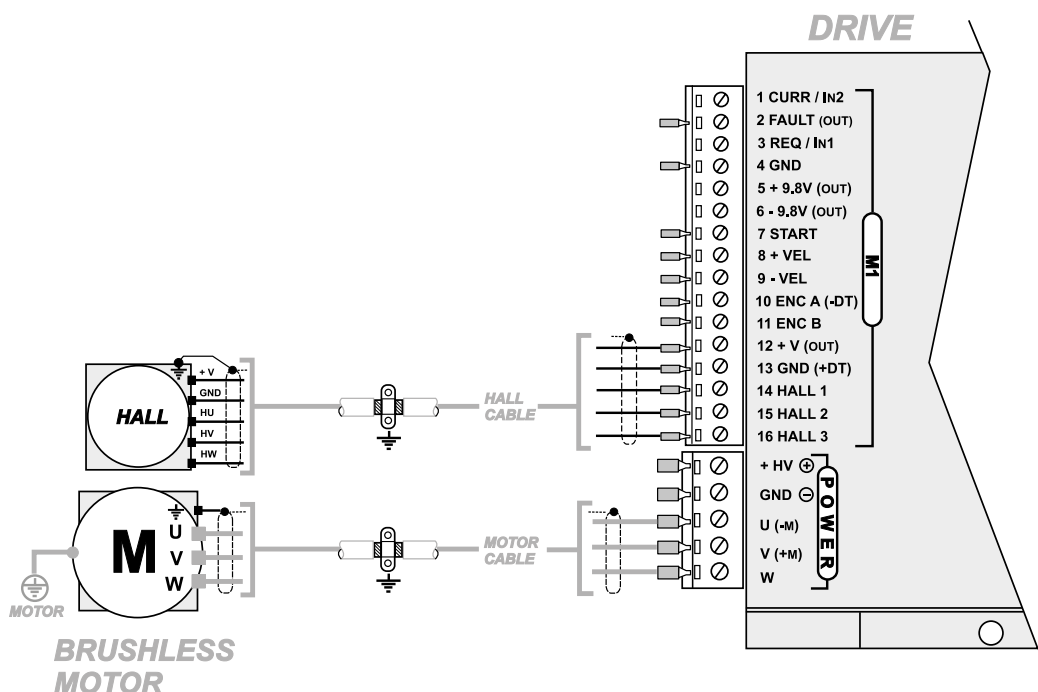 DRIVE
1 CURR / IN2
2 FAULT (OUT)
3 REQ / IN1
4 GND
5 + 9.8V (OUT)
6 - 9.8V (OUT)
7 START
8 + VEL
9 - VEL
10 ENC A (-DT)
11 ENC B
12 + V (OUT)
13 GND (+DT)
14 HALL 1
15 HALL 2
16 HALL 3
M1
+ HV +
GND -
U (-M)
V (+M)
W
POWER
HALL
+ V
GND
HU
HV
HW
HALL
CABLE
M
U
V
W
MOTOR
CABLE
MOTOR
BRUSHLESS
MOTOR